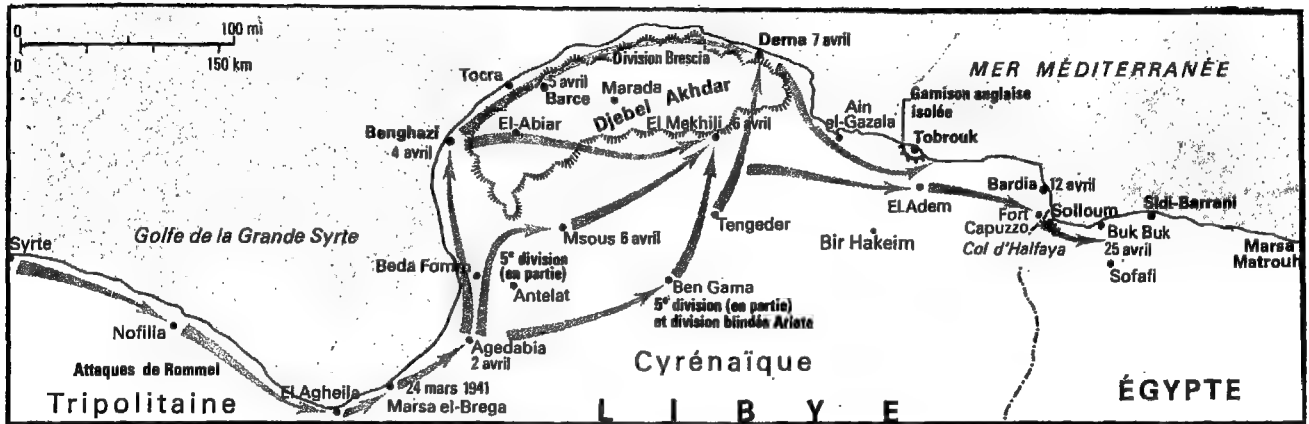 0 100 mi
0 150 km
Derna 7 avril
Division Brescia
MER MÉDITERRANÉE
Tocra
5 avril
Barce
Marada
Djebel Akhdar
Garnison anglaise
isolée
Ain
el-Gazala
Tobrouk
Benghazi
4 avril
El-Abiar
El Mekhili 6 avril
Bardia 12 avril
El Adem
Fort
Capuzzo
Solloum
Sidi-Barrani
Tengeder
Buk Buk
25 avril
Col d'Halfaya
Sofafi
Marsa
Matrouh
Syrte
Golfe de la Grande Syrte
Msous 6 avril
Bir Hakeim
Beda Fomm
5e division
(en partie)
Antelat
Ben Gama
5e division (en partie)
et division blindée Ariete
Nofilia
Agedabia
2 avril
Cyrénaïque
Attaques de Rommel
El Agheila
24 mars 1941
Marsa el-Brega
Tripolitaine
LIBYE
ÉGYPTE